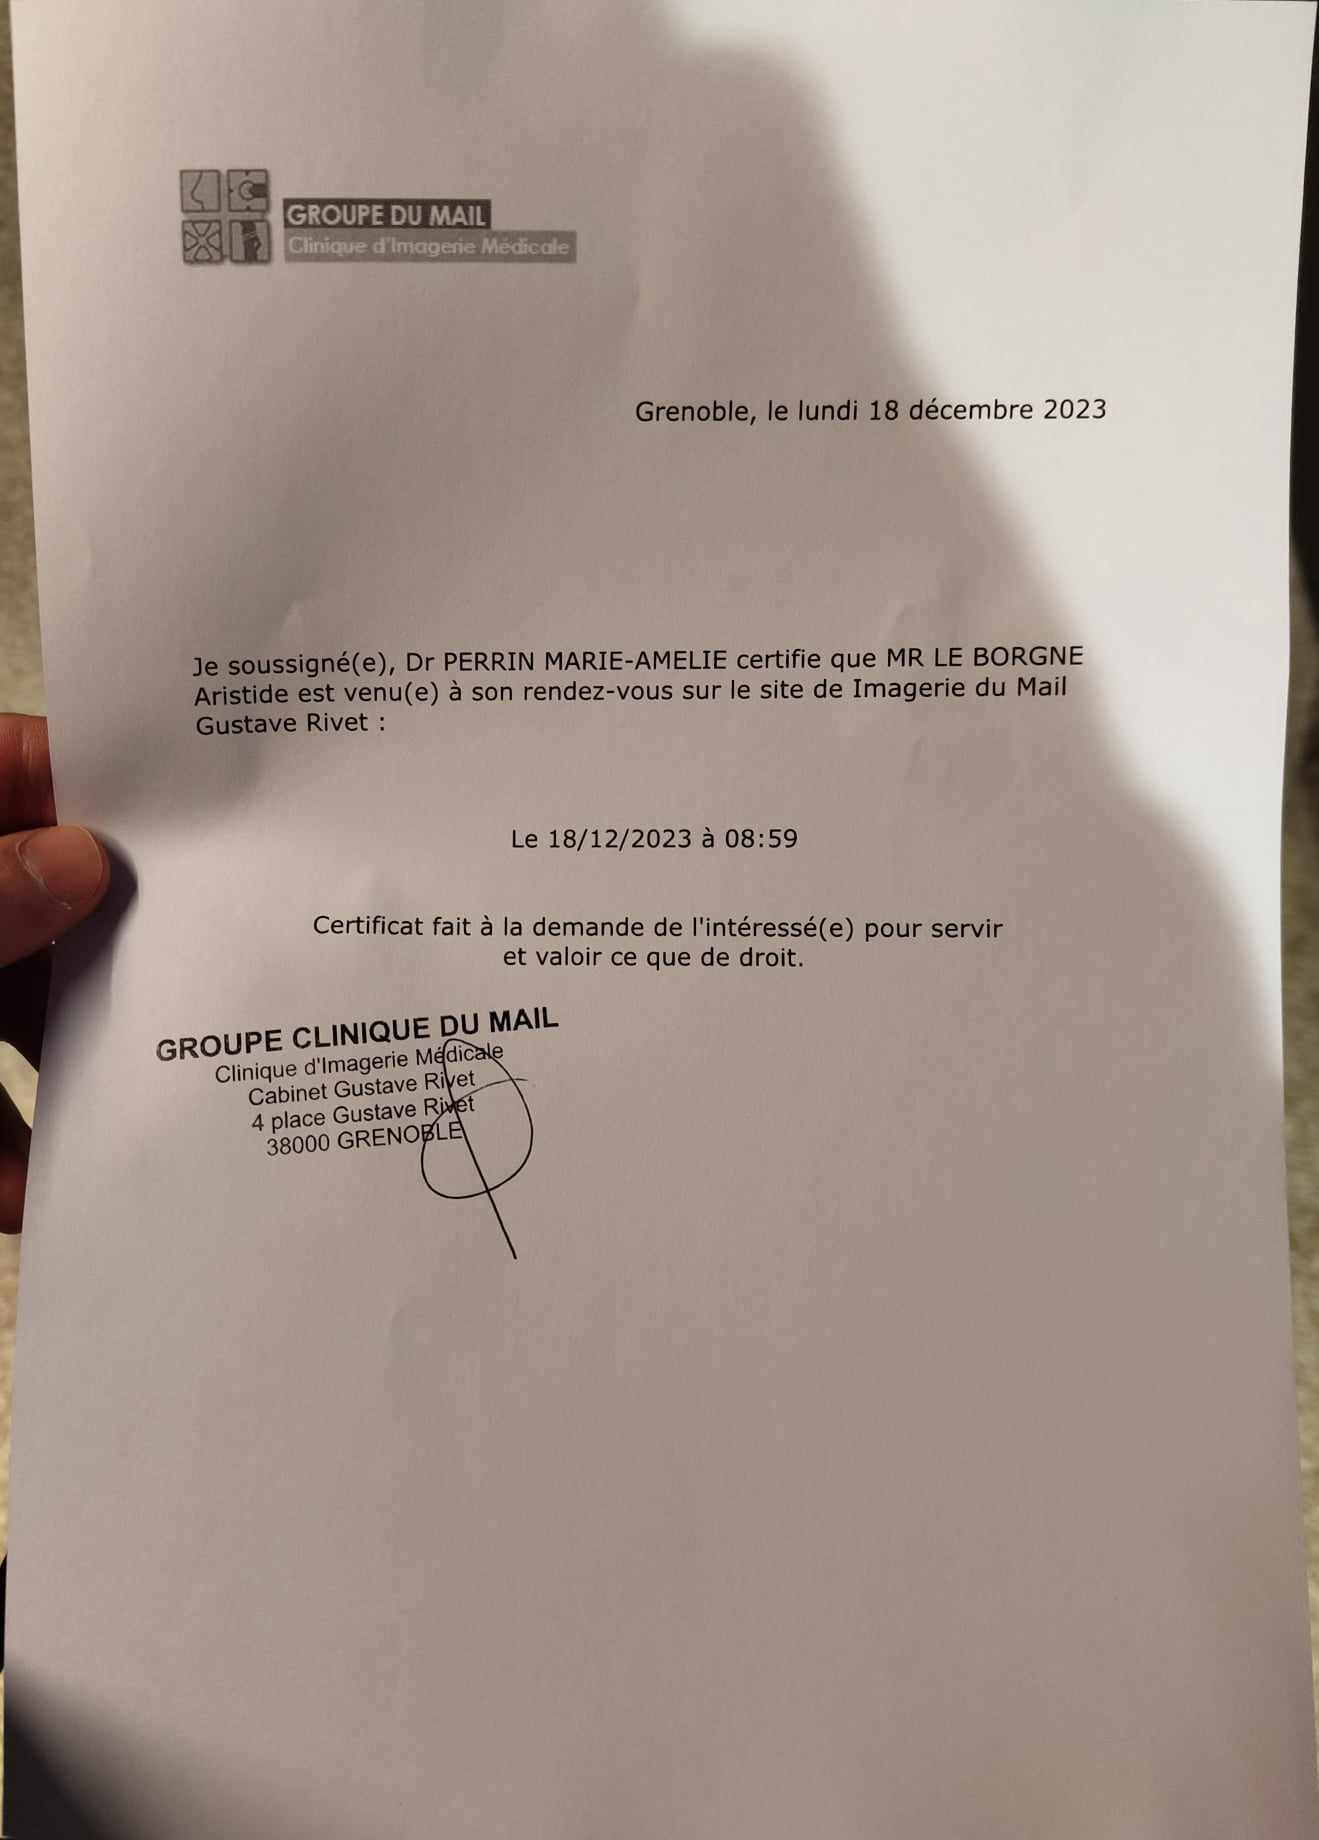 GROUPE DU MAIL
Clinique d'Imagerie Médicale
Grenoble, le lundi 18 décembre 2023
Je soussigné(e), Dr PERRIN MARIE-AMELIE certifie que MR LE BORGNE
Aristide est venu(e) à son rendez-vous sur le site de Imagerie du Mail
Gustave Rivet :
Le 18/12/2023 à 08:59
Certificat fait à la demande de l'intéressé(e) pour servir
et valoir ce que de droit.
GROUPE CLINIQUE DU MAIL
Clinique d'Imagerie Médicale
Cabinet Gustave Rivet
4 place Gustave Rivet
38000 GRENOBLE